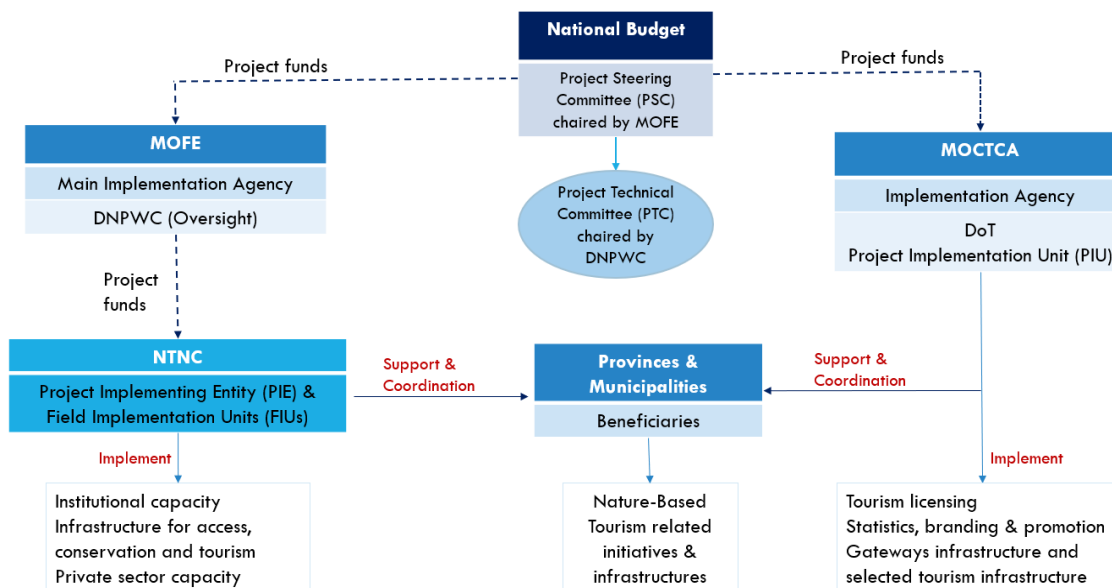 National Budget
Project funds
Project funds
Project Steering
Committee (PSC)
chaired by MOFE
MOFE
Main Implementation Agency
DNPWC (Oversight)
MOCTCA
Implementation Agency
DoT
Project Implementation Unit (PIU)
Project Technical
Committee (PTC)
chaired by
DNPWC
Project
funds
NTNC
Project Implementing Entity (PIE) &
Field Implementation Units (FIUs)
Support &
Coordination
Provinces &
Municipalities
Beneficiaries
Support &
Coordination
Implement
Implement
Institutional capacity
Infrastructure for access,
conservation and tourism
Private sector capacity
Nature-Based
Tourism related
initiatives &
infrastructures
Tourism licensing
Statistics, branding & promotion
Gateways infrastructure and
selected tourism infrastructure